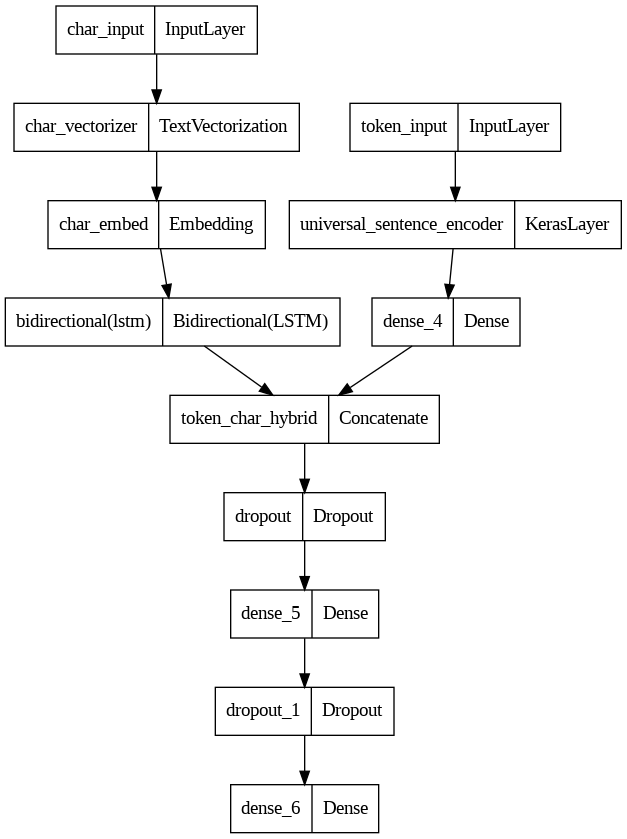 char_input InputLayer
char_vectorizer TextVectorization
token_input InputLayer
char_embed Embedding
universal_sentence_encoder KerasLayer
bidirectional(lstm) Bidirectional(LSTM)
dense_4 Dense
token_char_hybrid Concatenate
dropout Dropout
dense_5 Dense
dropout_1 Dropout
dense_6 Dense